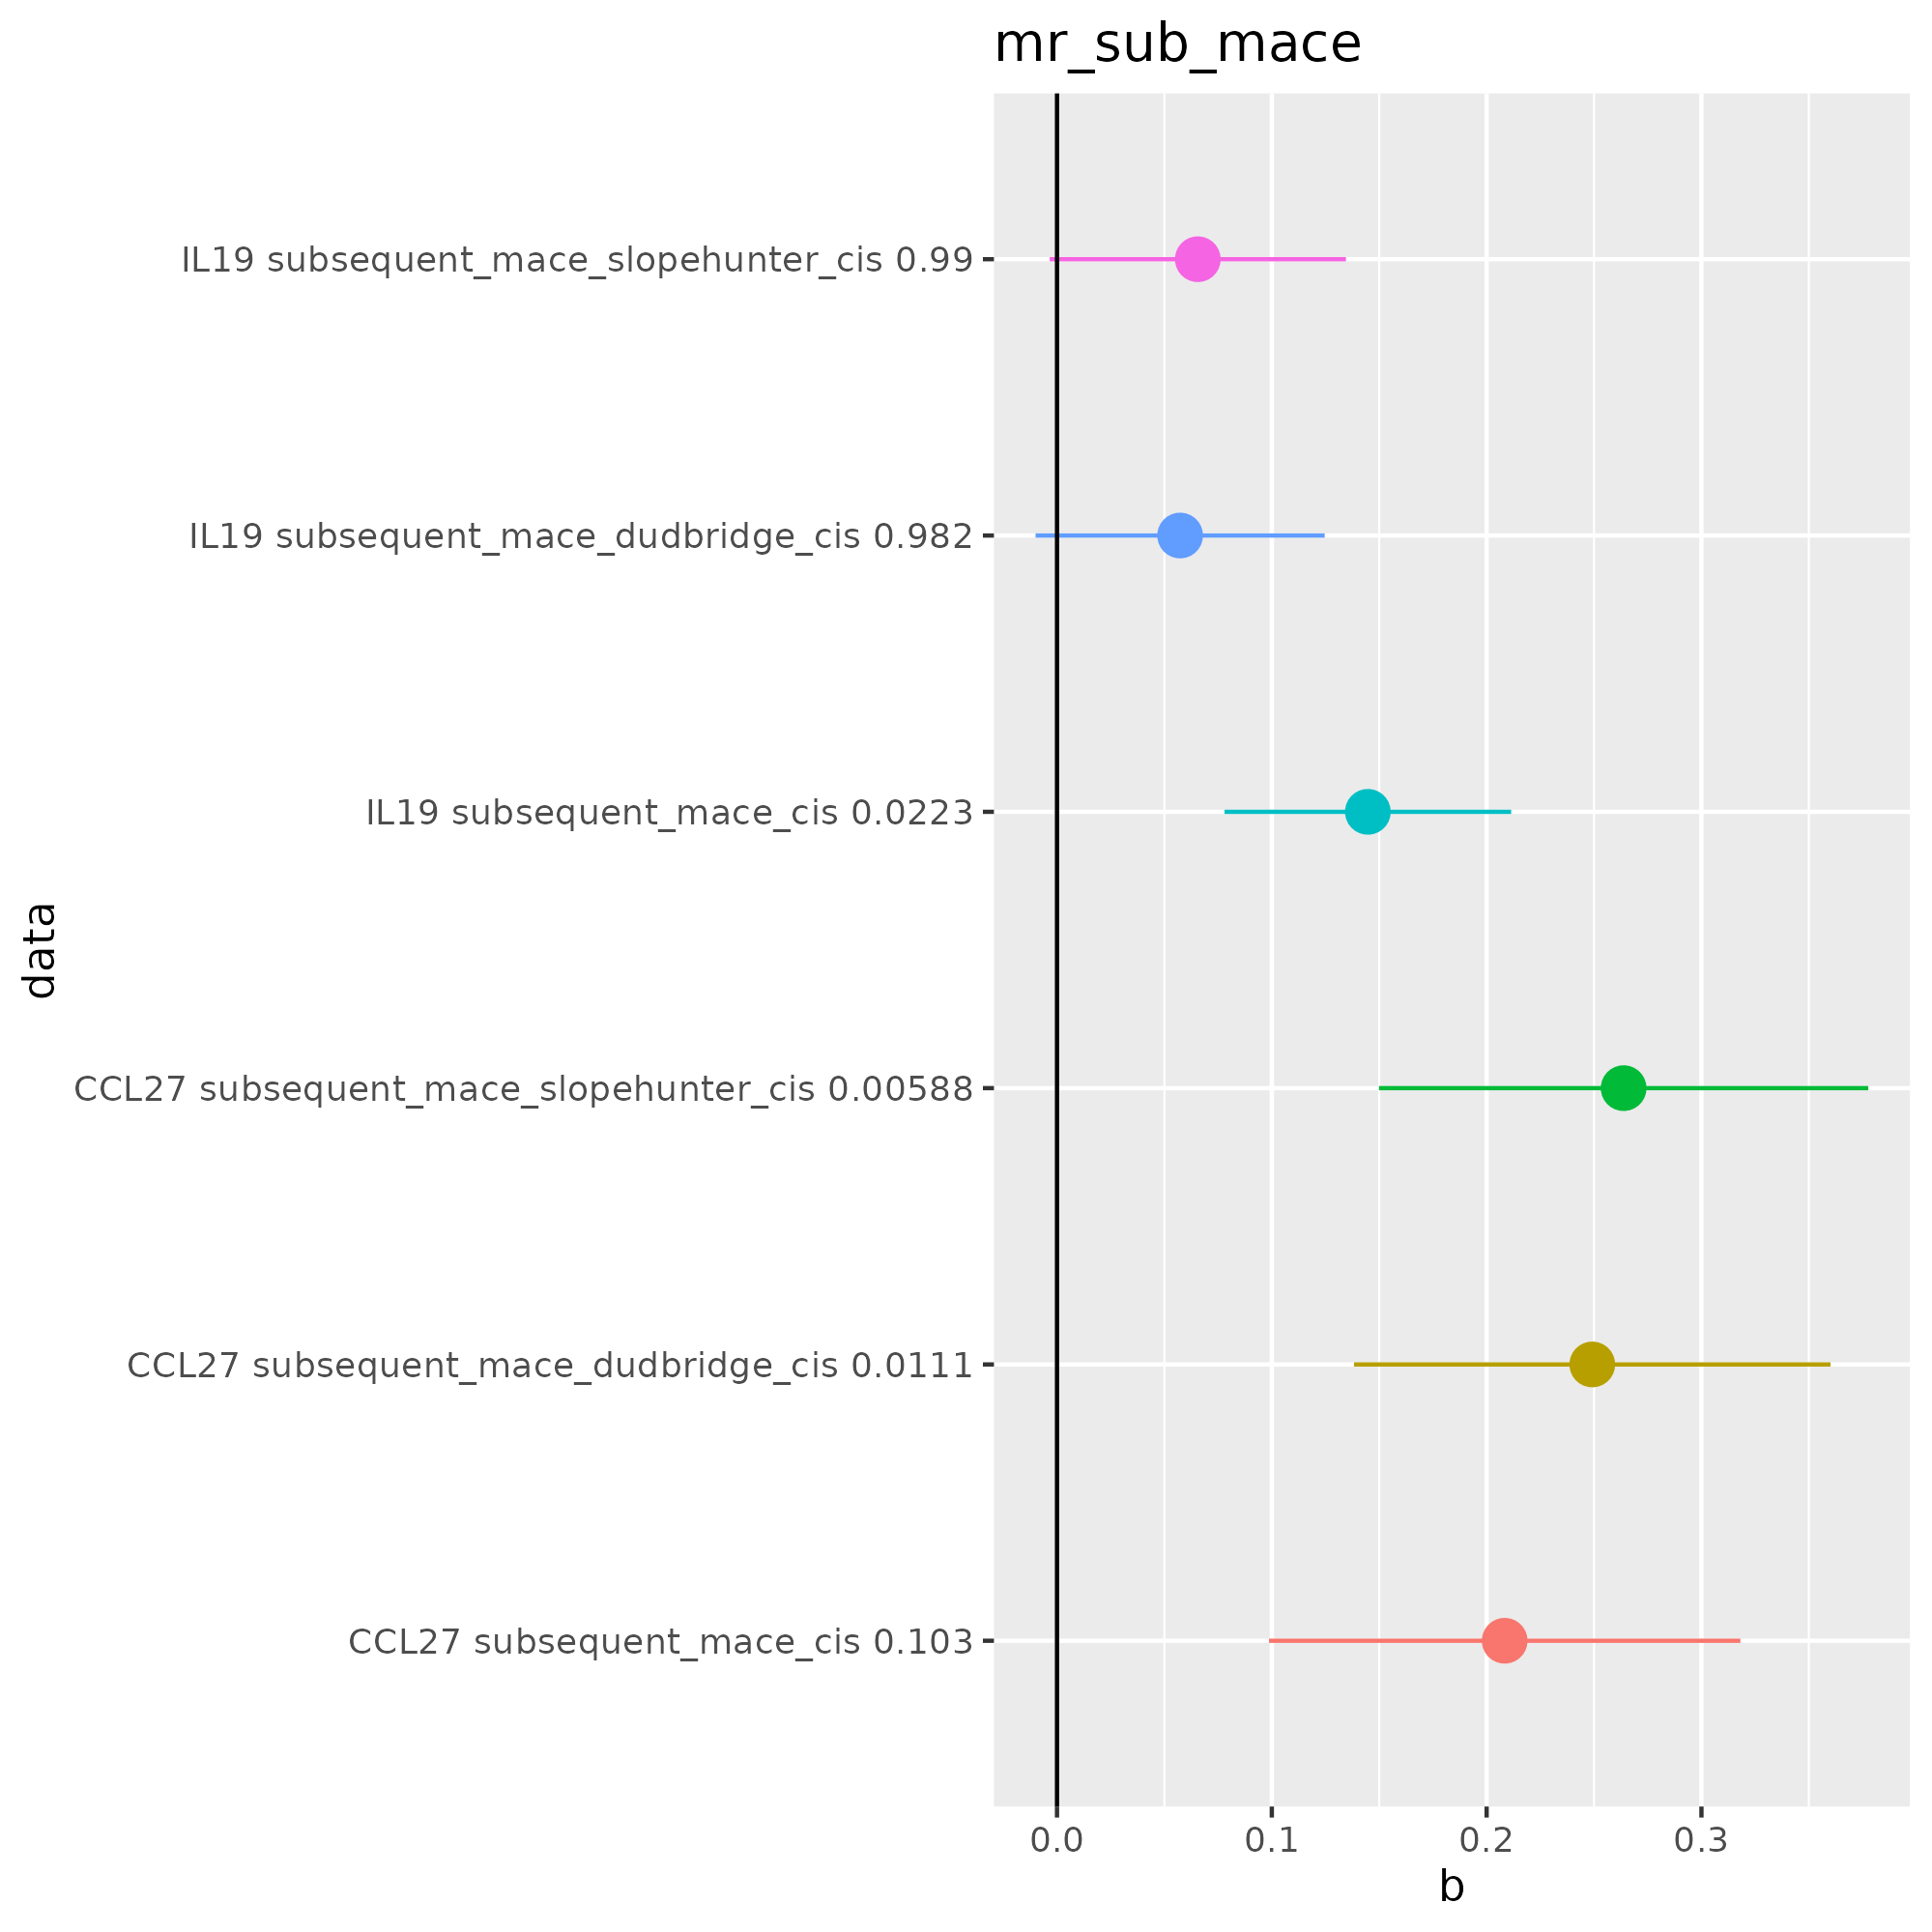 mr_sub_mace
IL19 subsequent_mace_slopehunter_cis 0.99
IL19 subsequent_mace_dudbridge_cis 0.982
IL19 subsequent_mace_cis 0.0223
data
CCL27 subsequent_mace_slopehunter_cis 0.00588
CCL27 subsequent_mace_dudbridge_cis 0.0111
CCL27 subsequent_mace_cis 0.103
0.0 0.1 0.2 0.3
b